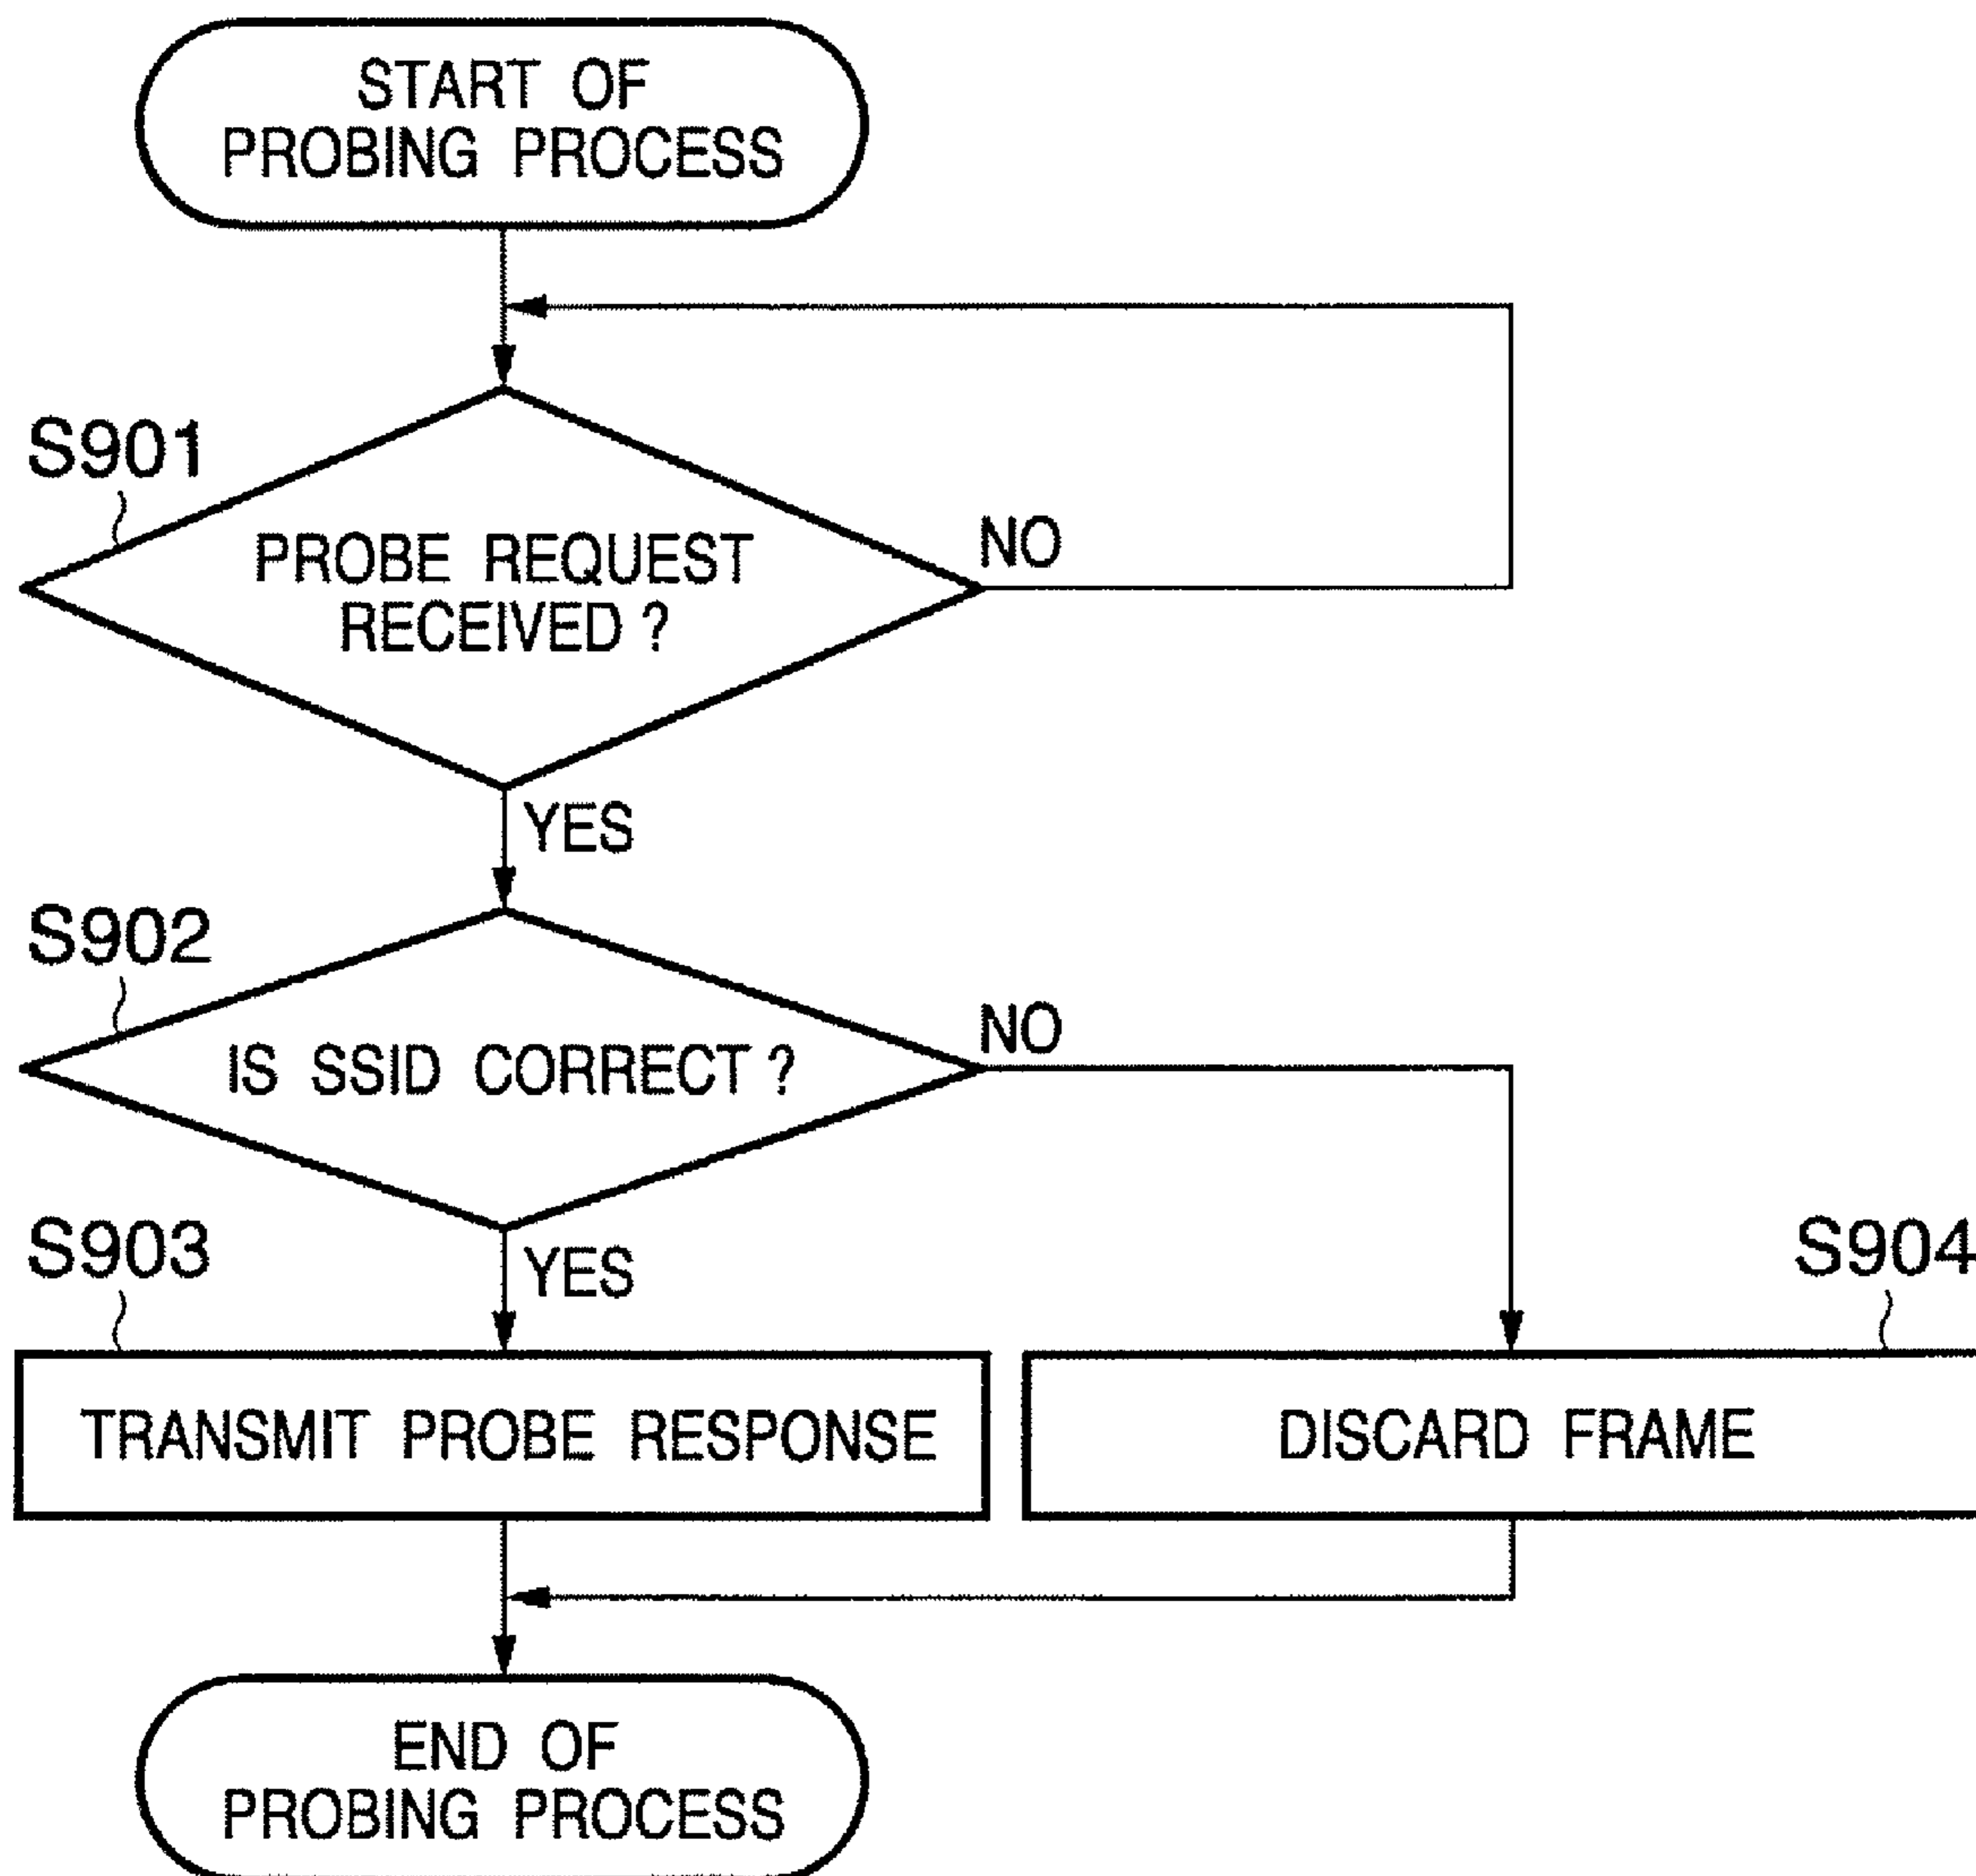 START OF
PROBING PROCESS
S901
PROBE REQUEST
RECEIVED ?
NO
YES
S902
IS SSID CORRECT ?
NO
YES
S903
TRANSMIT PROBE RESPONSE
S904
DISCARD FRAME
END OF
PROBING PROCESS